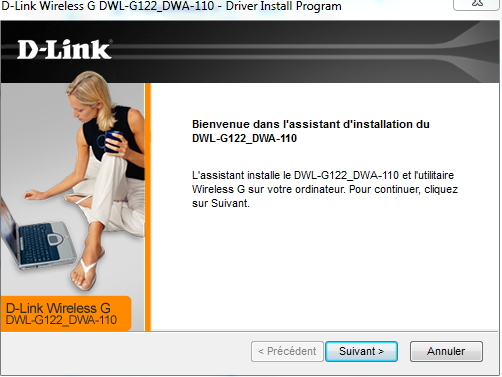 D-Link Wireless G DWL-G122_DWA-110 - Driver Install Program
D-Link
Bienvenue dans l'assistant d'installation du
DWL-G122_DWA-110
L'assistant installe le DWL-G122_DWA-110 et l'utilitaire
Wireless G sur votre ordinateur. Pour continuer, cliquez
sur Suivant.
D-Link Wireless G
DWL-G122_DWA-110
< Précédent
Suivant >
Annuler